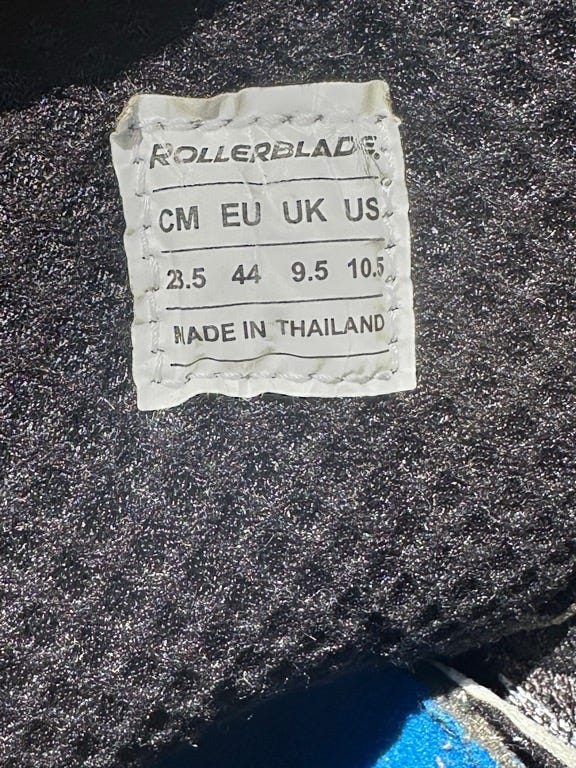 ROLLERBLADE
CM EU UK US
28.5 44 9.5 10.5
MADE IN THAILAND